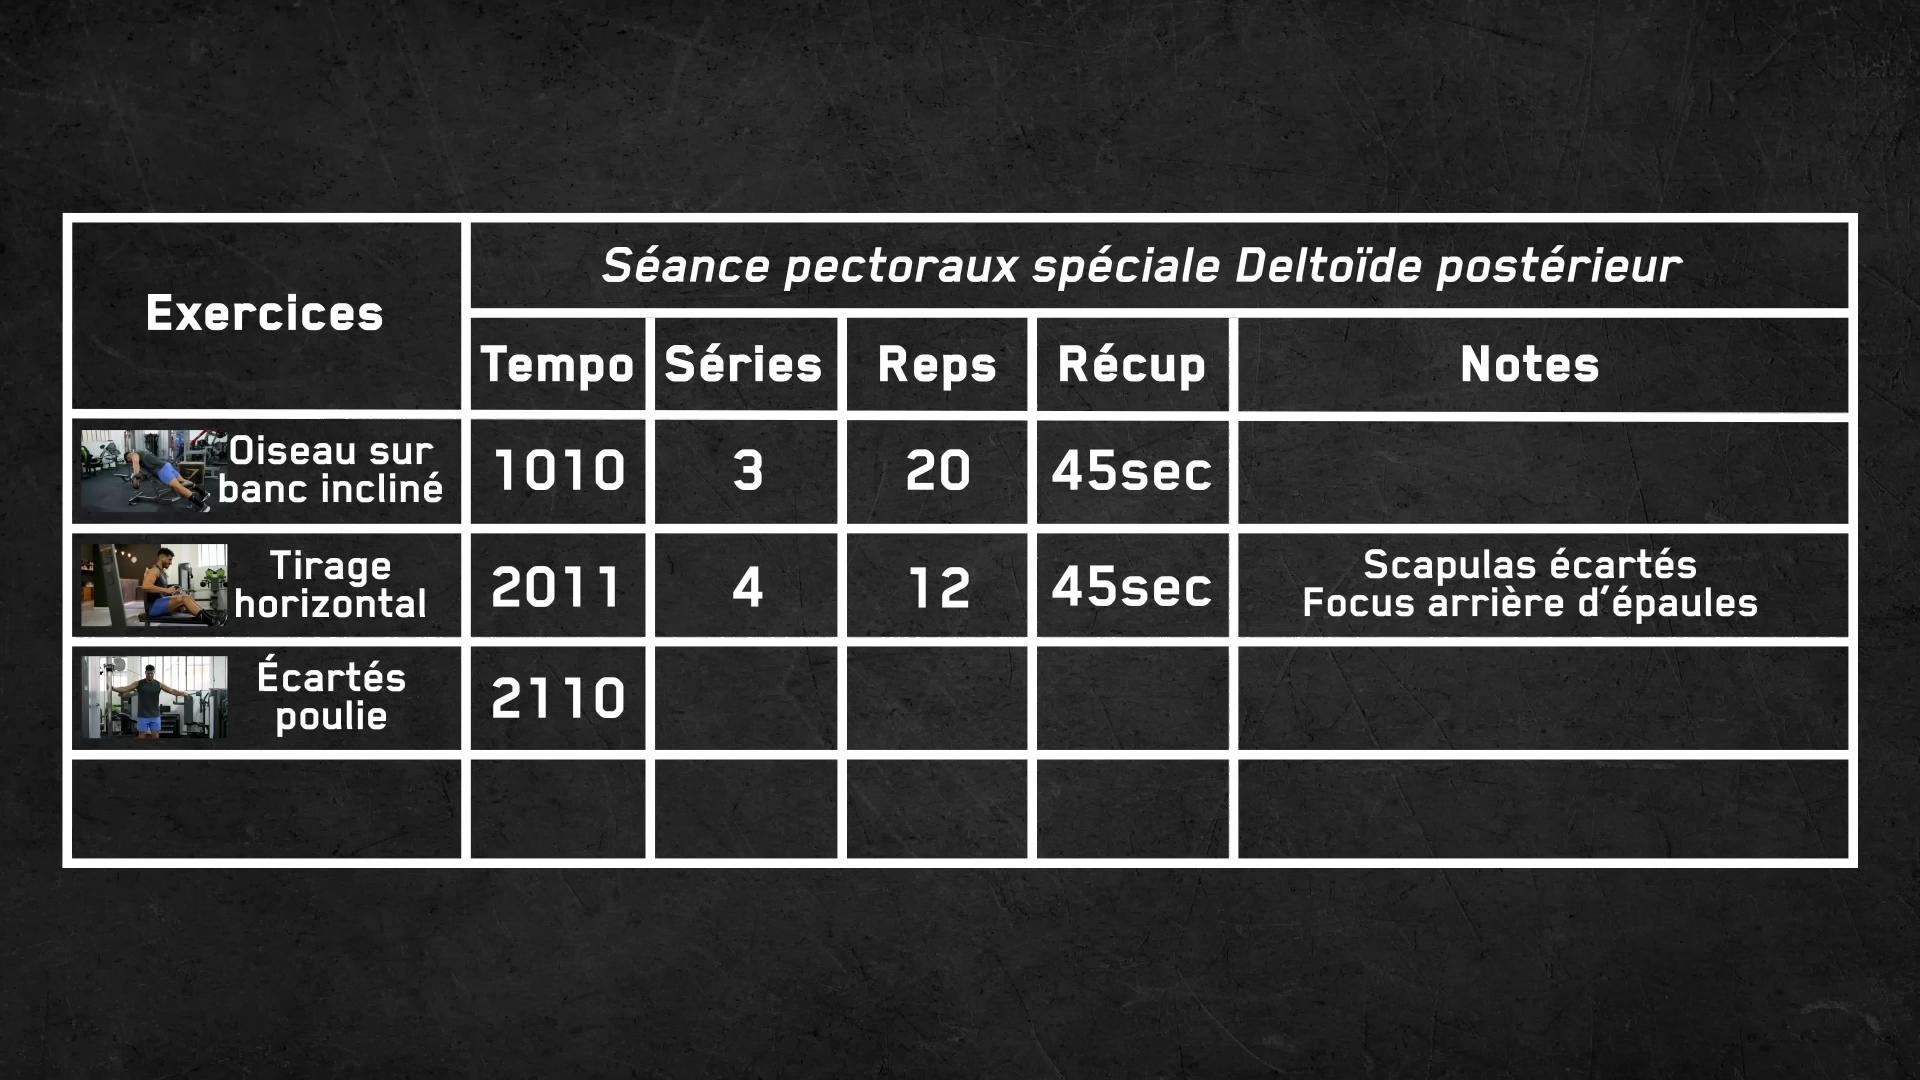 Exercices
Séance pectoraux spéciale Deltoïde postérieur
Tempo Séries Reps Récup Notes
Oiseau sur
banc incliné
1010 3 20 45sec
Tirage
horizontal
2011 4 12 45sec
Scapulas écartés
Focus arrière d'épaules
Écartés
poulie
2110